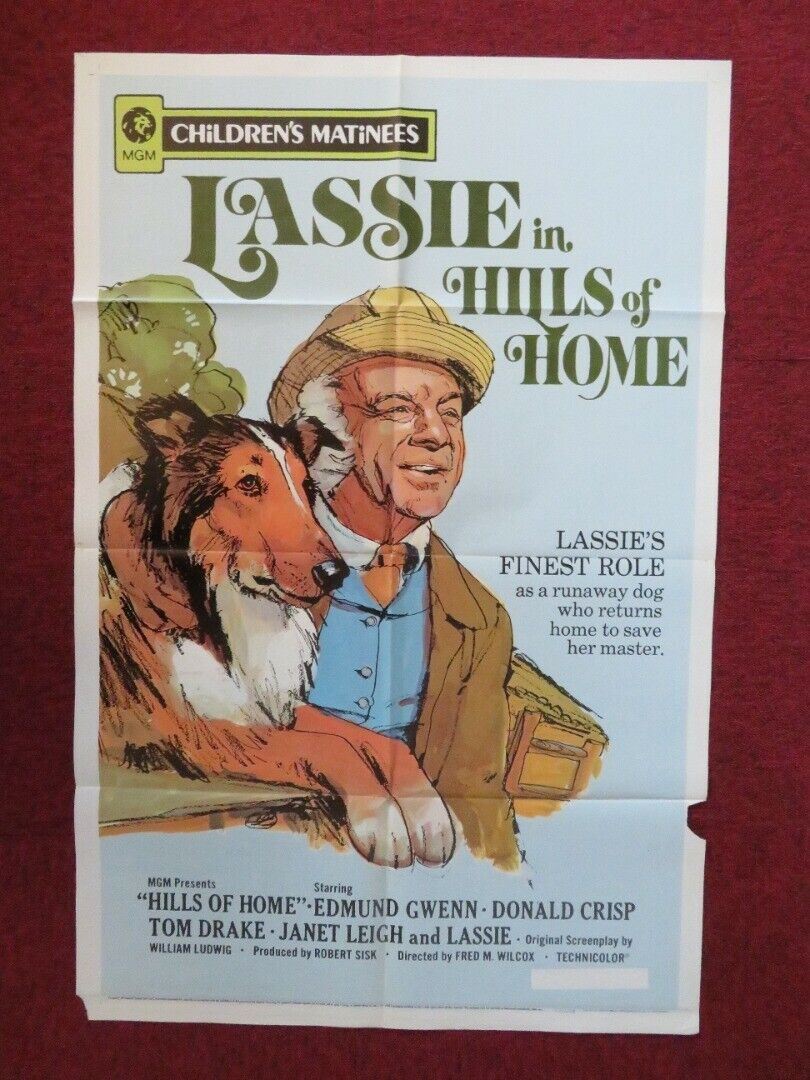 MGM
CHiLDREN'S MATiNEES
LASSIE in
HILLS of
HOME
LASSIE'S
FINEST ROLE
as a runaway dog
who returns
home to save
her master.
MGM Presents
Starring
"HILLS OF HOME" · EDMUND GWENN · DONALD CRISP
TOM DRAKE · JANET LEIGH and LASSIE · Original Screenplay by
WILLIAM LUDWIG · Produced by ROBERT SISK · Directed by FRED M. WILCOX · TECHNICOLOR®